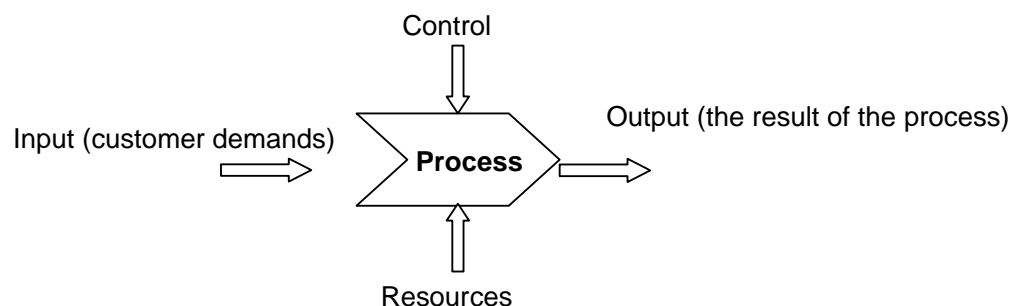 Control
Output (the result of the process)
Input (customer demands)
Process
Resources